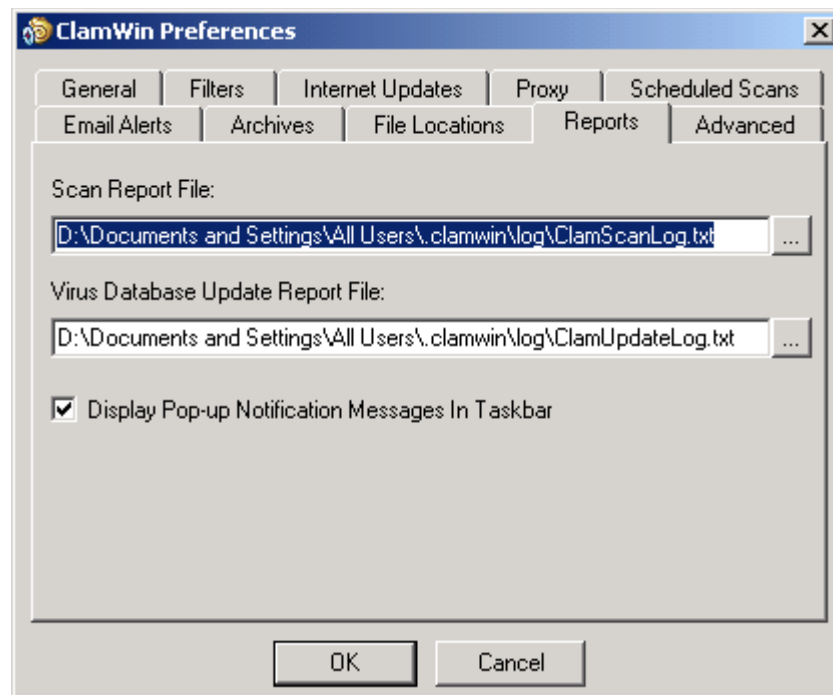 ClamWin Preferences
General Filters Internet Updates Proxy Scheduled Scans
Email Alerts Archives File Locations Reports Advanced
Scan Report File:
D:\Documents and Settings\All Users\.clamwin\log\ClamScanLog.txt ...
Virus Database Update Report File:
D:\Documents and Settings\All Users\.clamwin\log\ClamUpdateLog.txt ...
Display Pop-up Notification Messages In Taskbar
OK Cancel